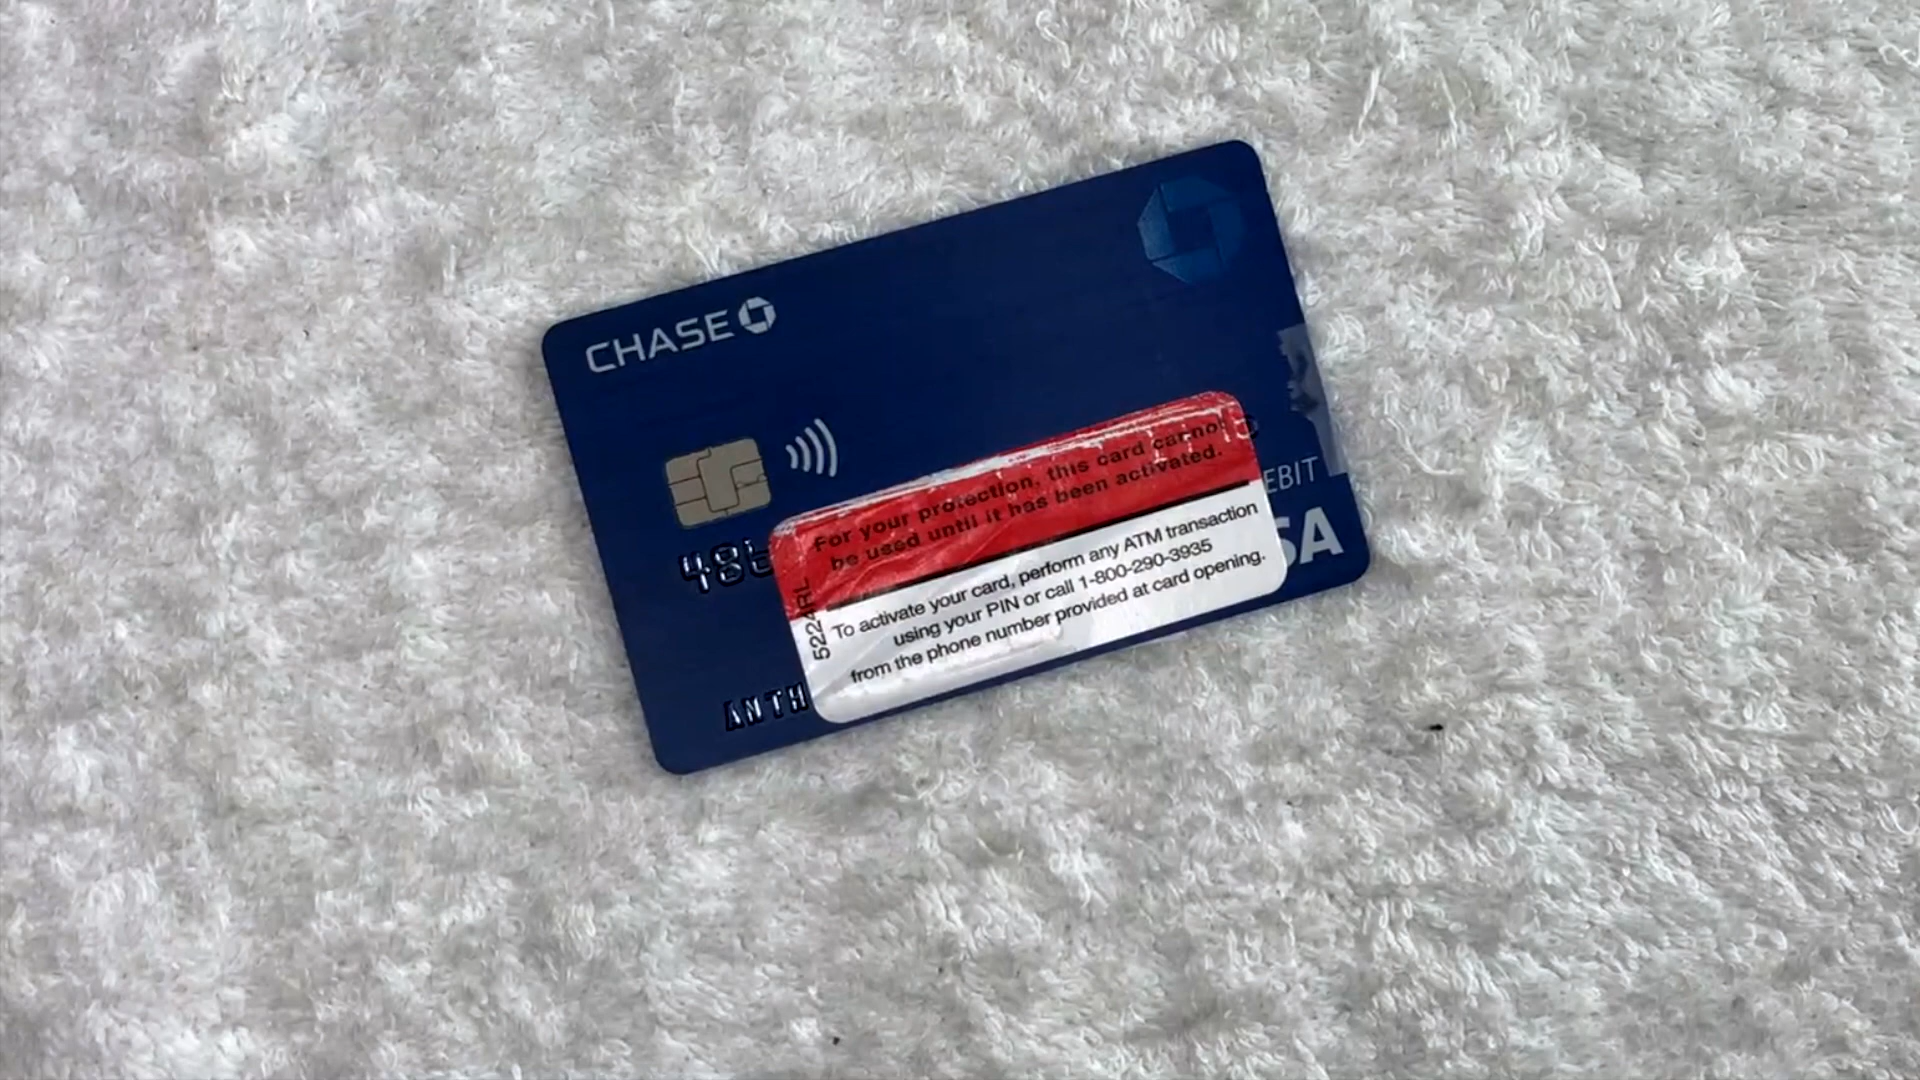 CHASE
For your protection, this card cannot
be used until it has been activated.
To activate your card, perform any ATM transaction
using your PIN or call 1-800-290-3935
from the phone number provided at card opening.
5224RL
EBIT
SA
48
ANTH